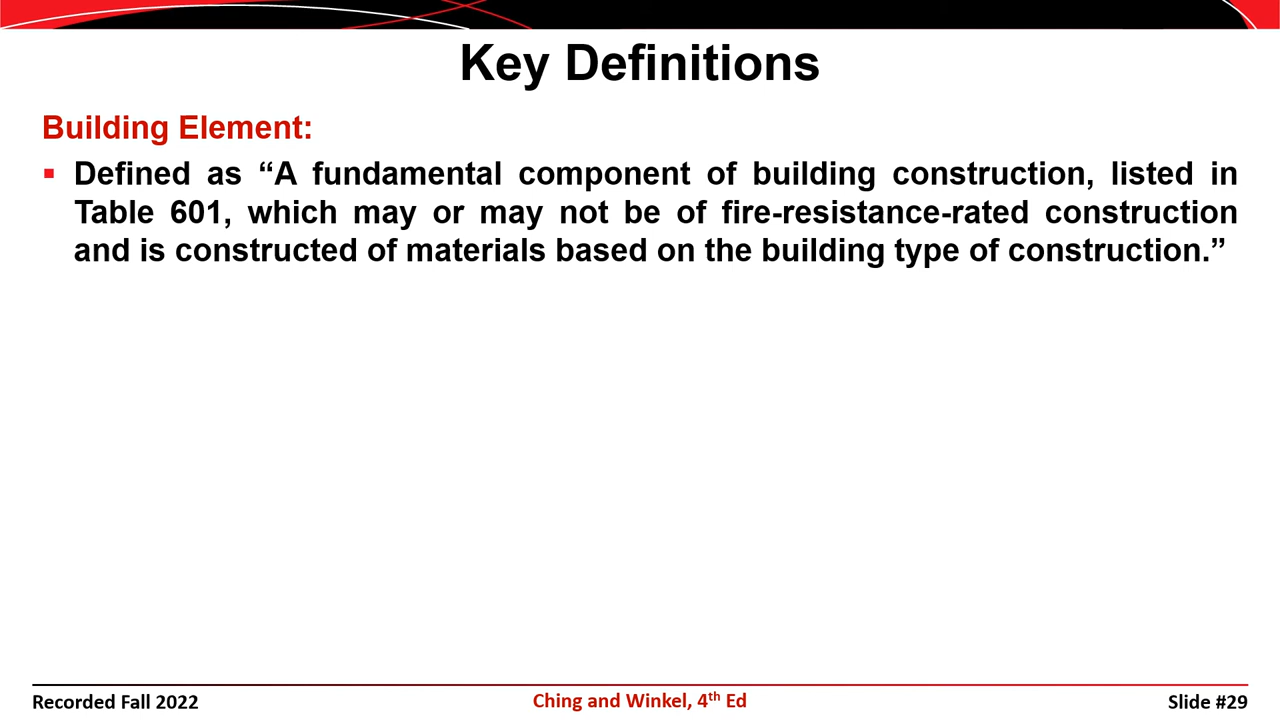 Key Definitions
Building Element:
▪ Defined as “A fundamental component of building construction, listed in
Table 601, which may or may not be of fire-resistance-rated construction
and is constructed of materials based on the building type of construction.”
Recorded Fall 2022
Ching and Winkel, 4th Ed
Slide #29